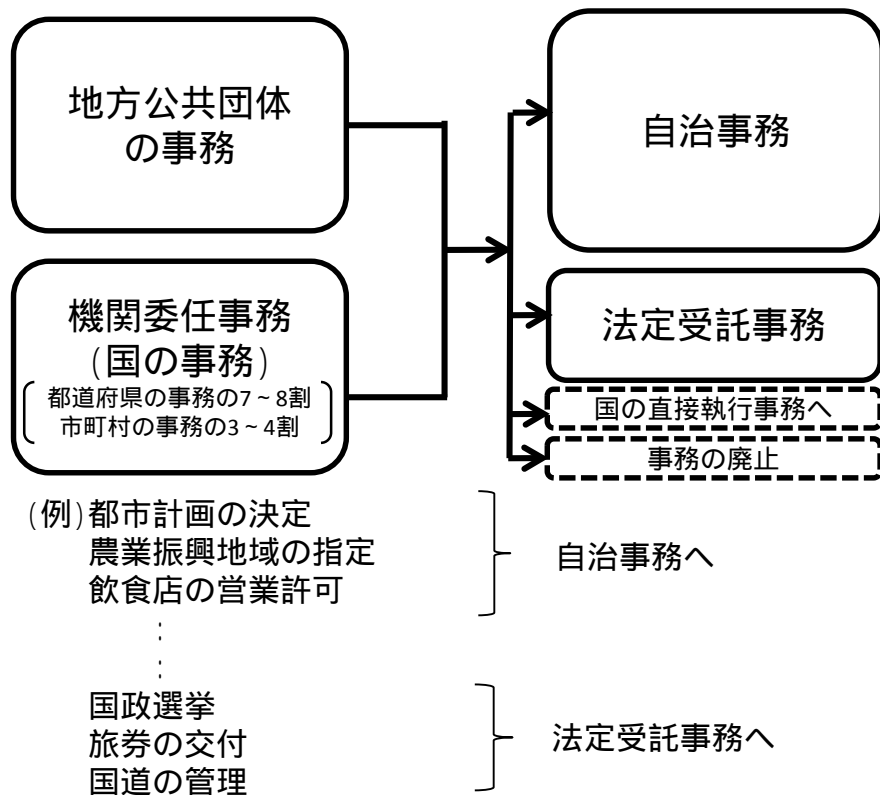 地方公共団体
の事務
自治事務
機関委任事務
(国の事務)
都道府県の事務の7～8割
市町村の事務の3～4割
法定受託事務
国の直接執行事務へ
事務の廃止
(例)都市計画の決定
農業振興地域の指定
飲食店の営業許可
自治事務へ
国政選挙
旅券の交付
国道の管理
法定受託事務へ